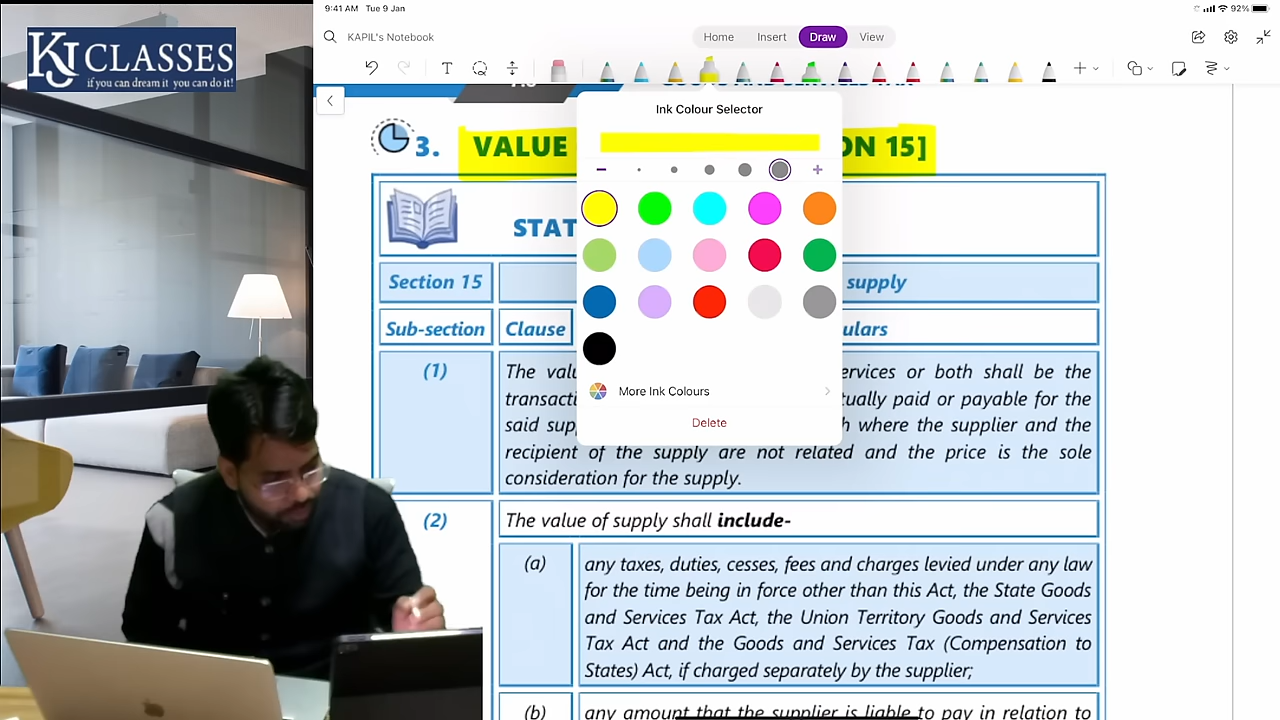 KJ CLASSES
if you can dream it you can do it!
9:41 AM Tue 9 Jan
92%
KAPIL's Notebook
Home Insert Draw View
Ink Colour Selector
3. VALUE ON 15]
STAT
Section 15 supply
Sub-section Clause ulars
(1) The valu ervices or both shall be the
transacti tually paid or payable for the
said sup h where the supplier and the
recipient of the supply are not related and the price is the sole
consideration for the supply.
More Ink Colours
Delete
(2) The value of supply shall include-
(a) any taxes, duties, cesses, fees and charges levied under any law
for the time being in force other than this Act, the State Goods
and Services Tax Act, the Union Territory Goods and Services
Tax Act and the Goods and Services Tax (Compensation to
States) Act, if charged separately by the supplier;
(b) any amount that the supplier is liable to pay in relation to